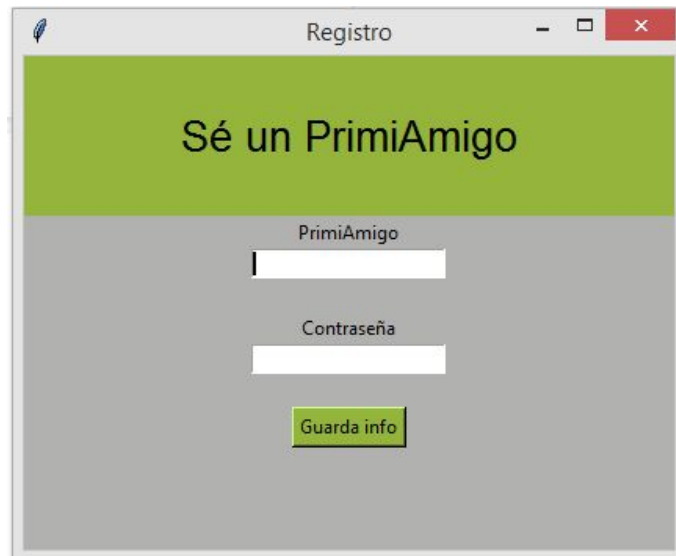 Registro
Sé un PrimiAmigo
PrimiAmigo
Contraseña
Guarda info